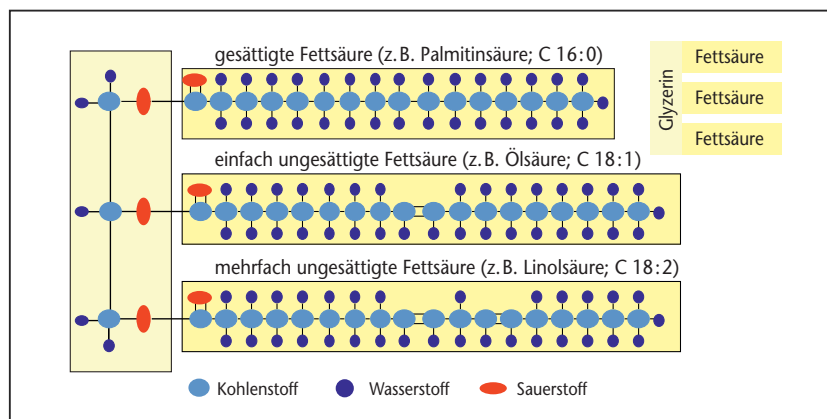 gesättigte Fettsäure (z.B. Palmitinsäure; C 16:0)
Glyzerin
Fettsäure
Fettsäure
Fettsäure
einfach ungesättigte Fettsäure (z.B. Ölsäure; C 18:1)
mehrfach ungesättigte Fettsäure (z.B. Linolsäure; C 18:2)
Kohlenstoff
Wasserstoff
Sauerstoff